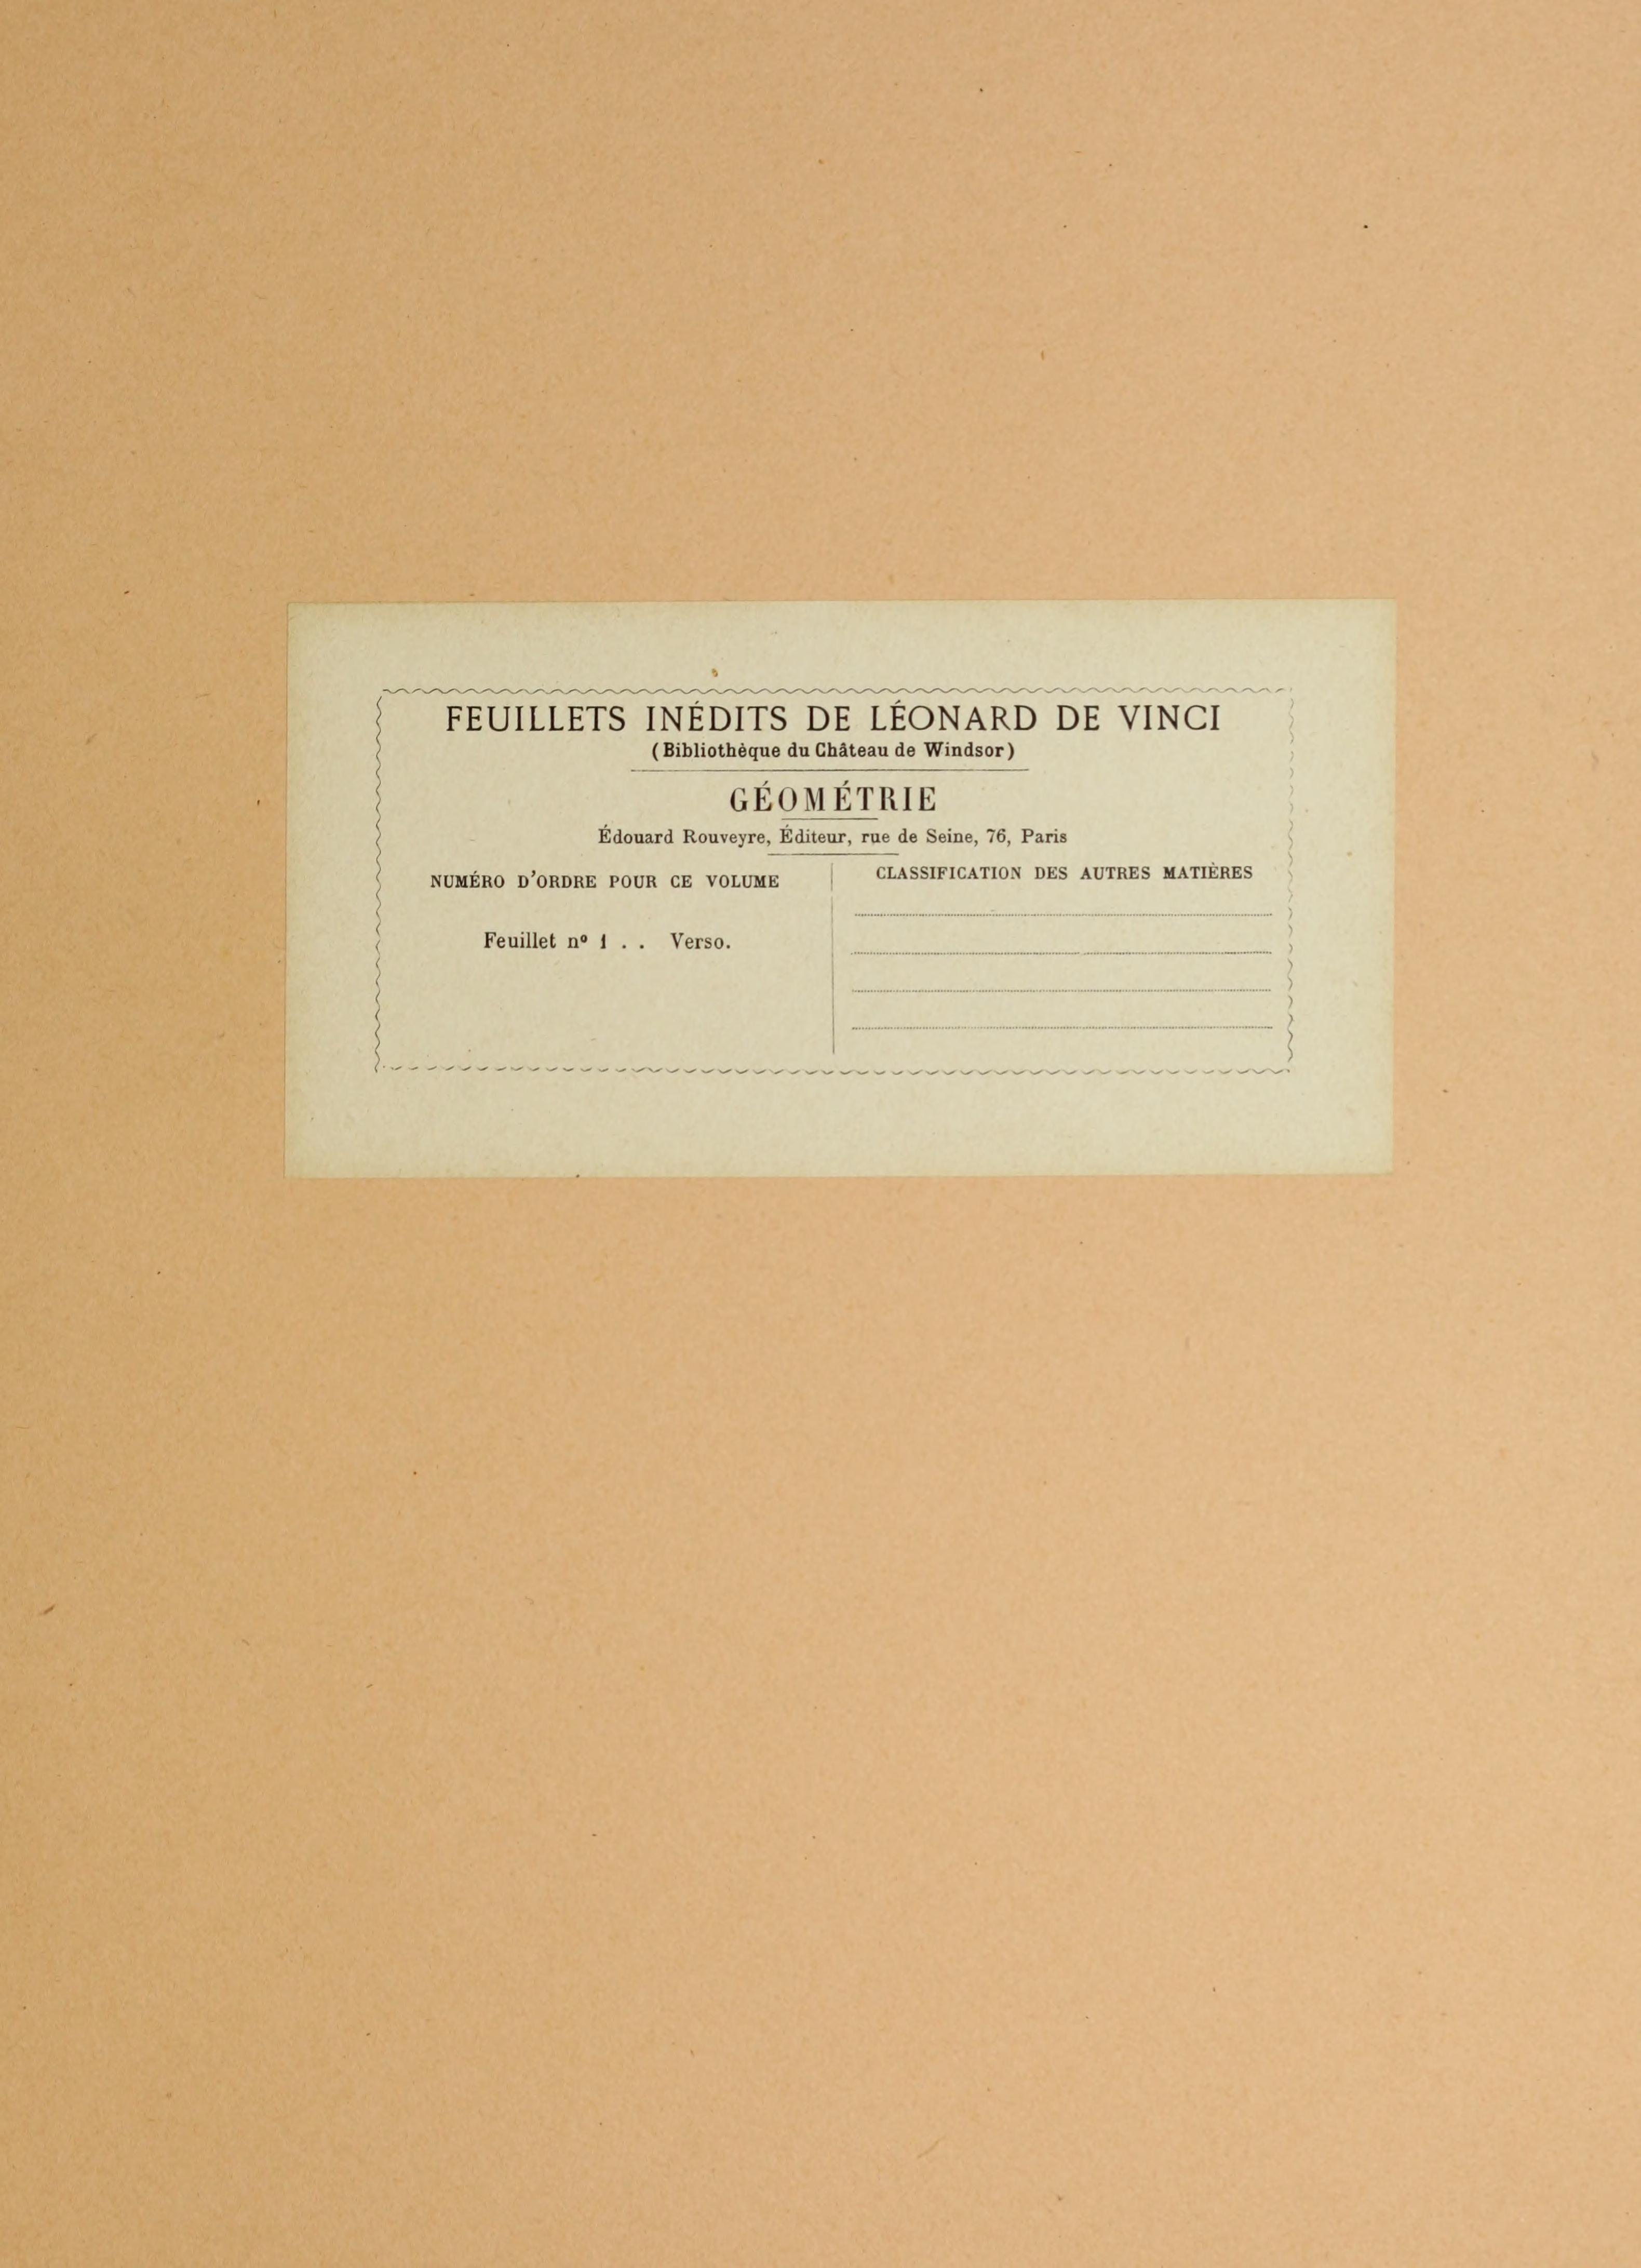 FEUILLETS INÉDITS DE LÉONARD DE VINCI
(Bibliothèque du Château de Windsor)
GÉOMÉTRIE
Édouard Rouveyre, Éditeur, rue de Seine, 76, Paris
NUMÉRO D'ORDRE POUR CE VOLUME
Feuillet nº 1 . . Verso.
CLASSIFICATION DES AUTRES MATIÈRES